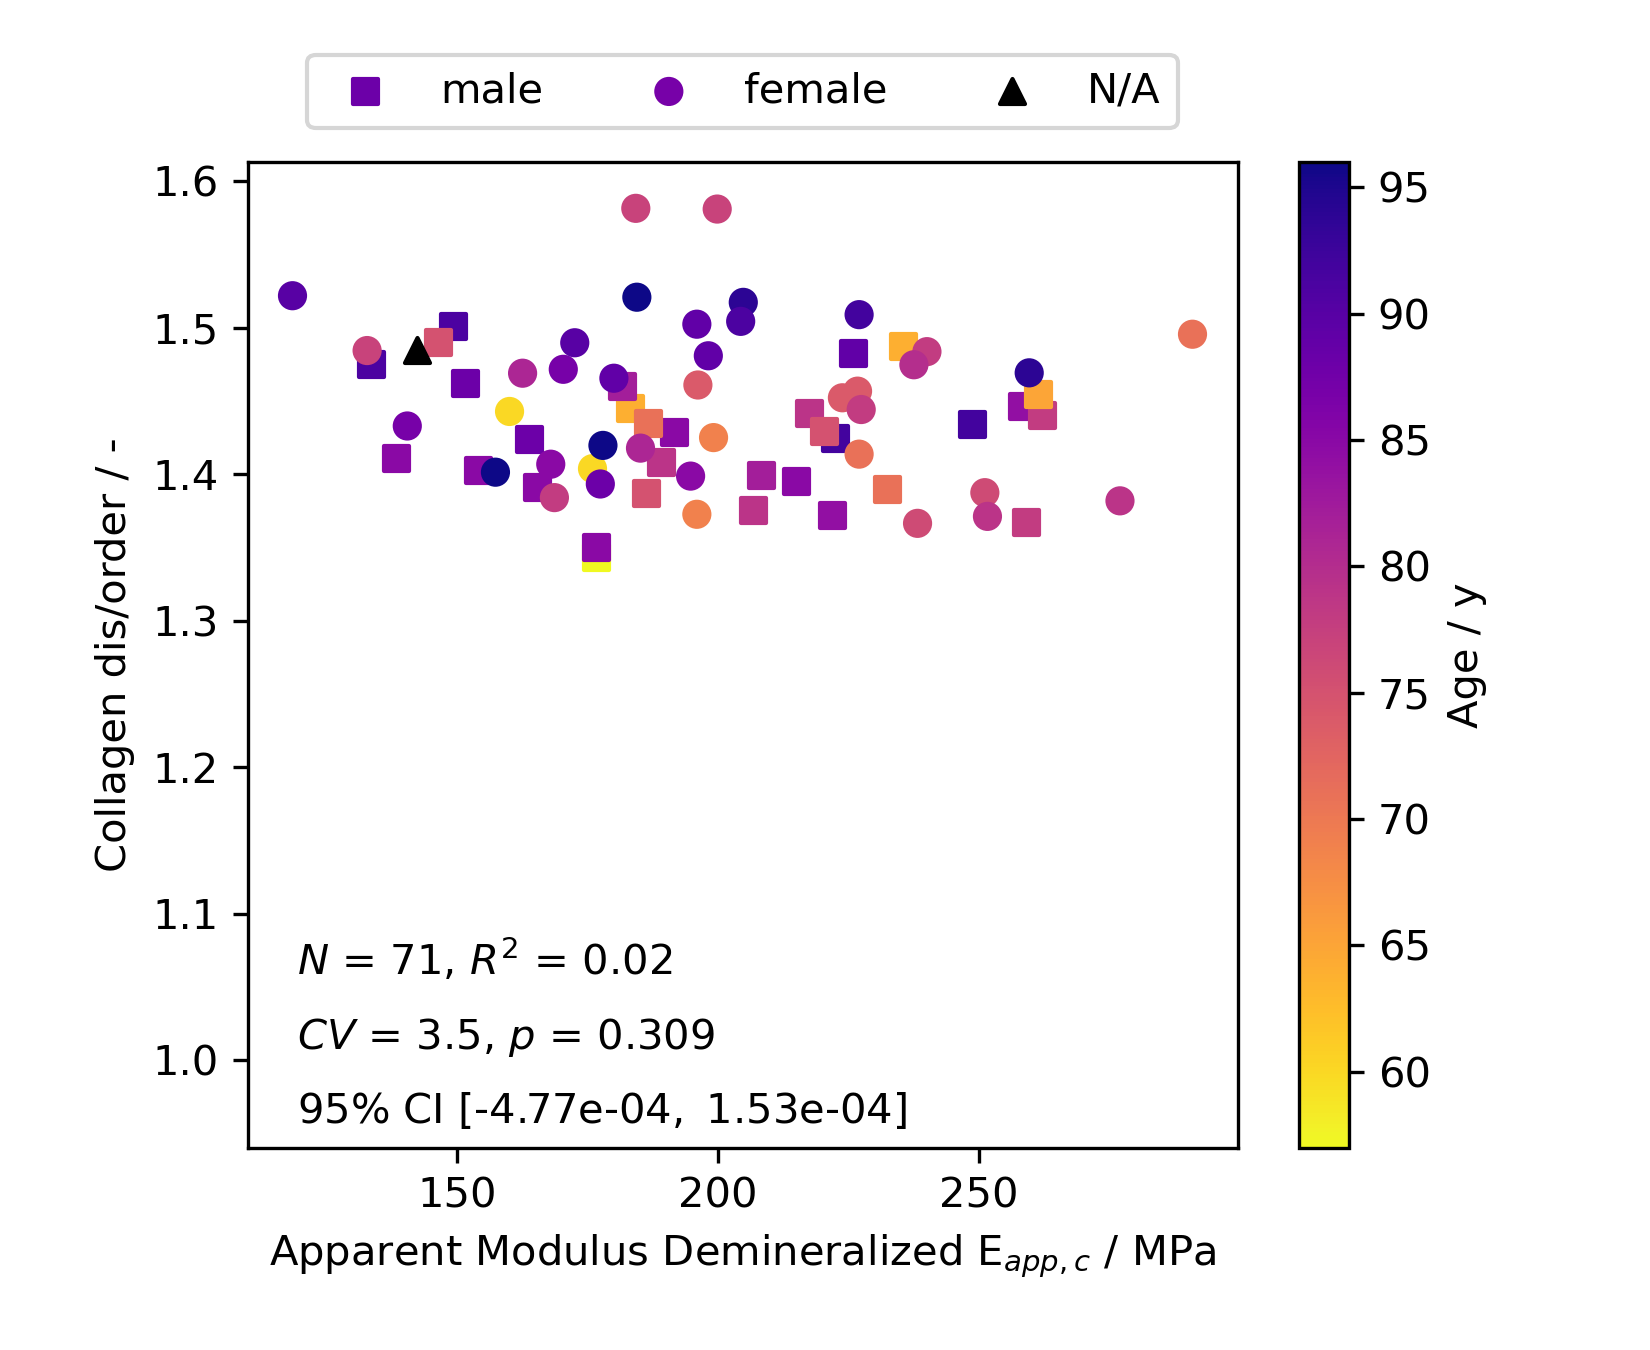 male female N/A
1.6
1.5
1.4
1.3
1.2
1.1
1.0
Collagen dis/order / -
N = 71, R² = 0.02
CV = 3.5, p = 0.309
95% CI [-4.77e-04, 1.53e-04]
150 200 250
Apparent Modulus Demineralized E_app,c / MPa
95
90
85
80
75
70
65
60
Age / y